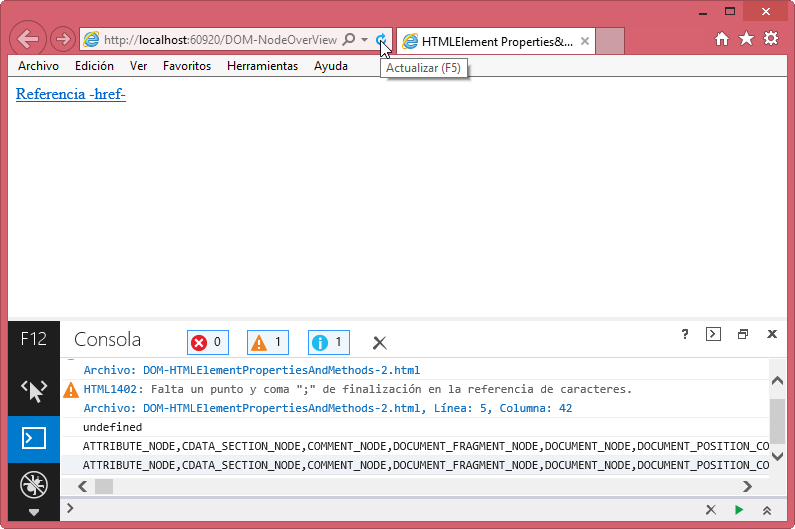 http://localhost:60920/DOM-NodeOverView
HTMLElement Properties&...
Archivo Edición Ver Favoritos Herramientas Ayuda
Actualizar (F5)
Referencia -href-
F12 Consola 0 1 1 ?
Archivo: DOM-HTMLElementPropertiesAndMethods-2.html
HTML1402: Falta un punto y coma ";" de finalización en la referencia de caracteres.
Archivo: DOM-HTMLElementPropertiesAndMethods-2.html, Línea: 5, Columna: 42
undefined
ATTRIBUTE_NODE,CDATA_SECTION_NODE,COMMENT_NODE,DOCUMENT_FRAGMENT_NODE,DOCUMENT_NODE,DOCUMENT_POSITION_CO
ATTRIBUTE_NODE,CDATA_SECTION_NODE,COMMENT_NODE,DOCUMENT_FRAGMENT_NODE,DOCUMENT_NODE,DOCUMENT_POSITION_CO